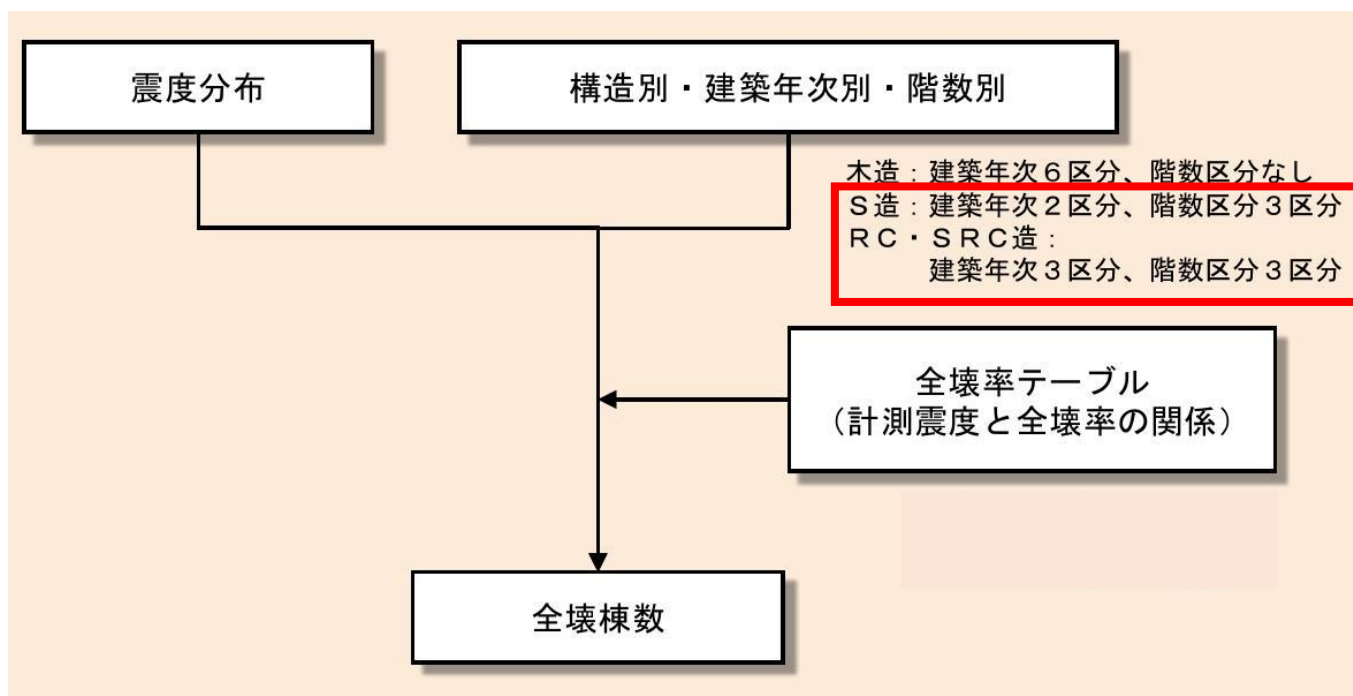 震度分布
構造別・建築年次別・階数別
木造：建築年次６区分、階数区分なし
Ｓ造：建築年次２区分、階数区分３区分
ＲＣ・ＳＲＣ造：
建築年次３区分、階数区分３区分
全壊率テーブル
（計測震度と全壊率の関係）
全壊棟数